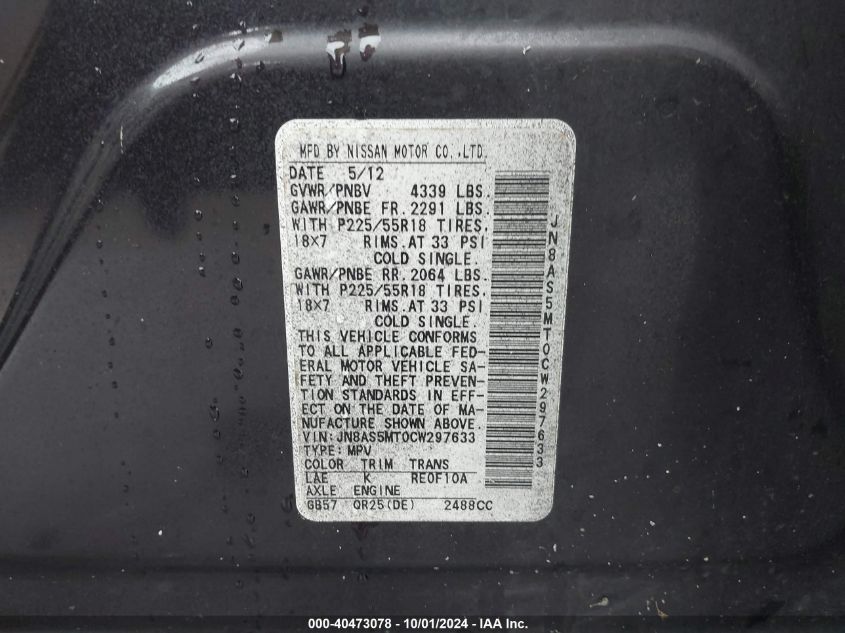 MFD BY NISSAN MOTOR CO.,LTD.
DATE 5/12
GVWR/PNBV 4339 LBS.
GAWR/PNBE FR. 2291 LBS.
WITH P225/55R18 TIRES,
18X7 RIMS.AT 33 PSI
COLD SINGLE.
GAWR/PNBE RR. 2064 LBS.
WITH P225/55R18 TIRES,
18X7 RIMS.AT 33 PSI
COLD SINGLE.
THIS VEHICLE CONFORMS
TO ALL APPLICABLE FED-
ERAL MOTOR VEHICLE SA-
FETY AND THEFT PREVEN-
TION STANDARDS IN EFF-
ECT ON THE DATE OF MA-
NUFACTURE SHOWN ABOVE.
VIN:JN8AS5MT0CW297633
TYPE:MPV
COLOR TRIM TRANS
LAE K RE0F10A
AXLE ENGINE
GB57 QR25(DE) 2488CC
JN8AS5MT0CW297633
000-40473078 - 10/01/2024 - IAA Inc.